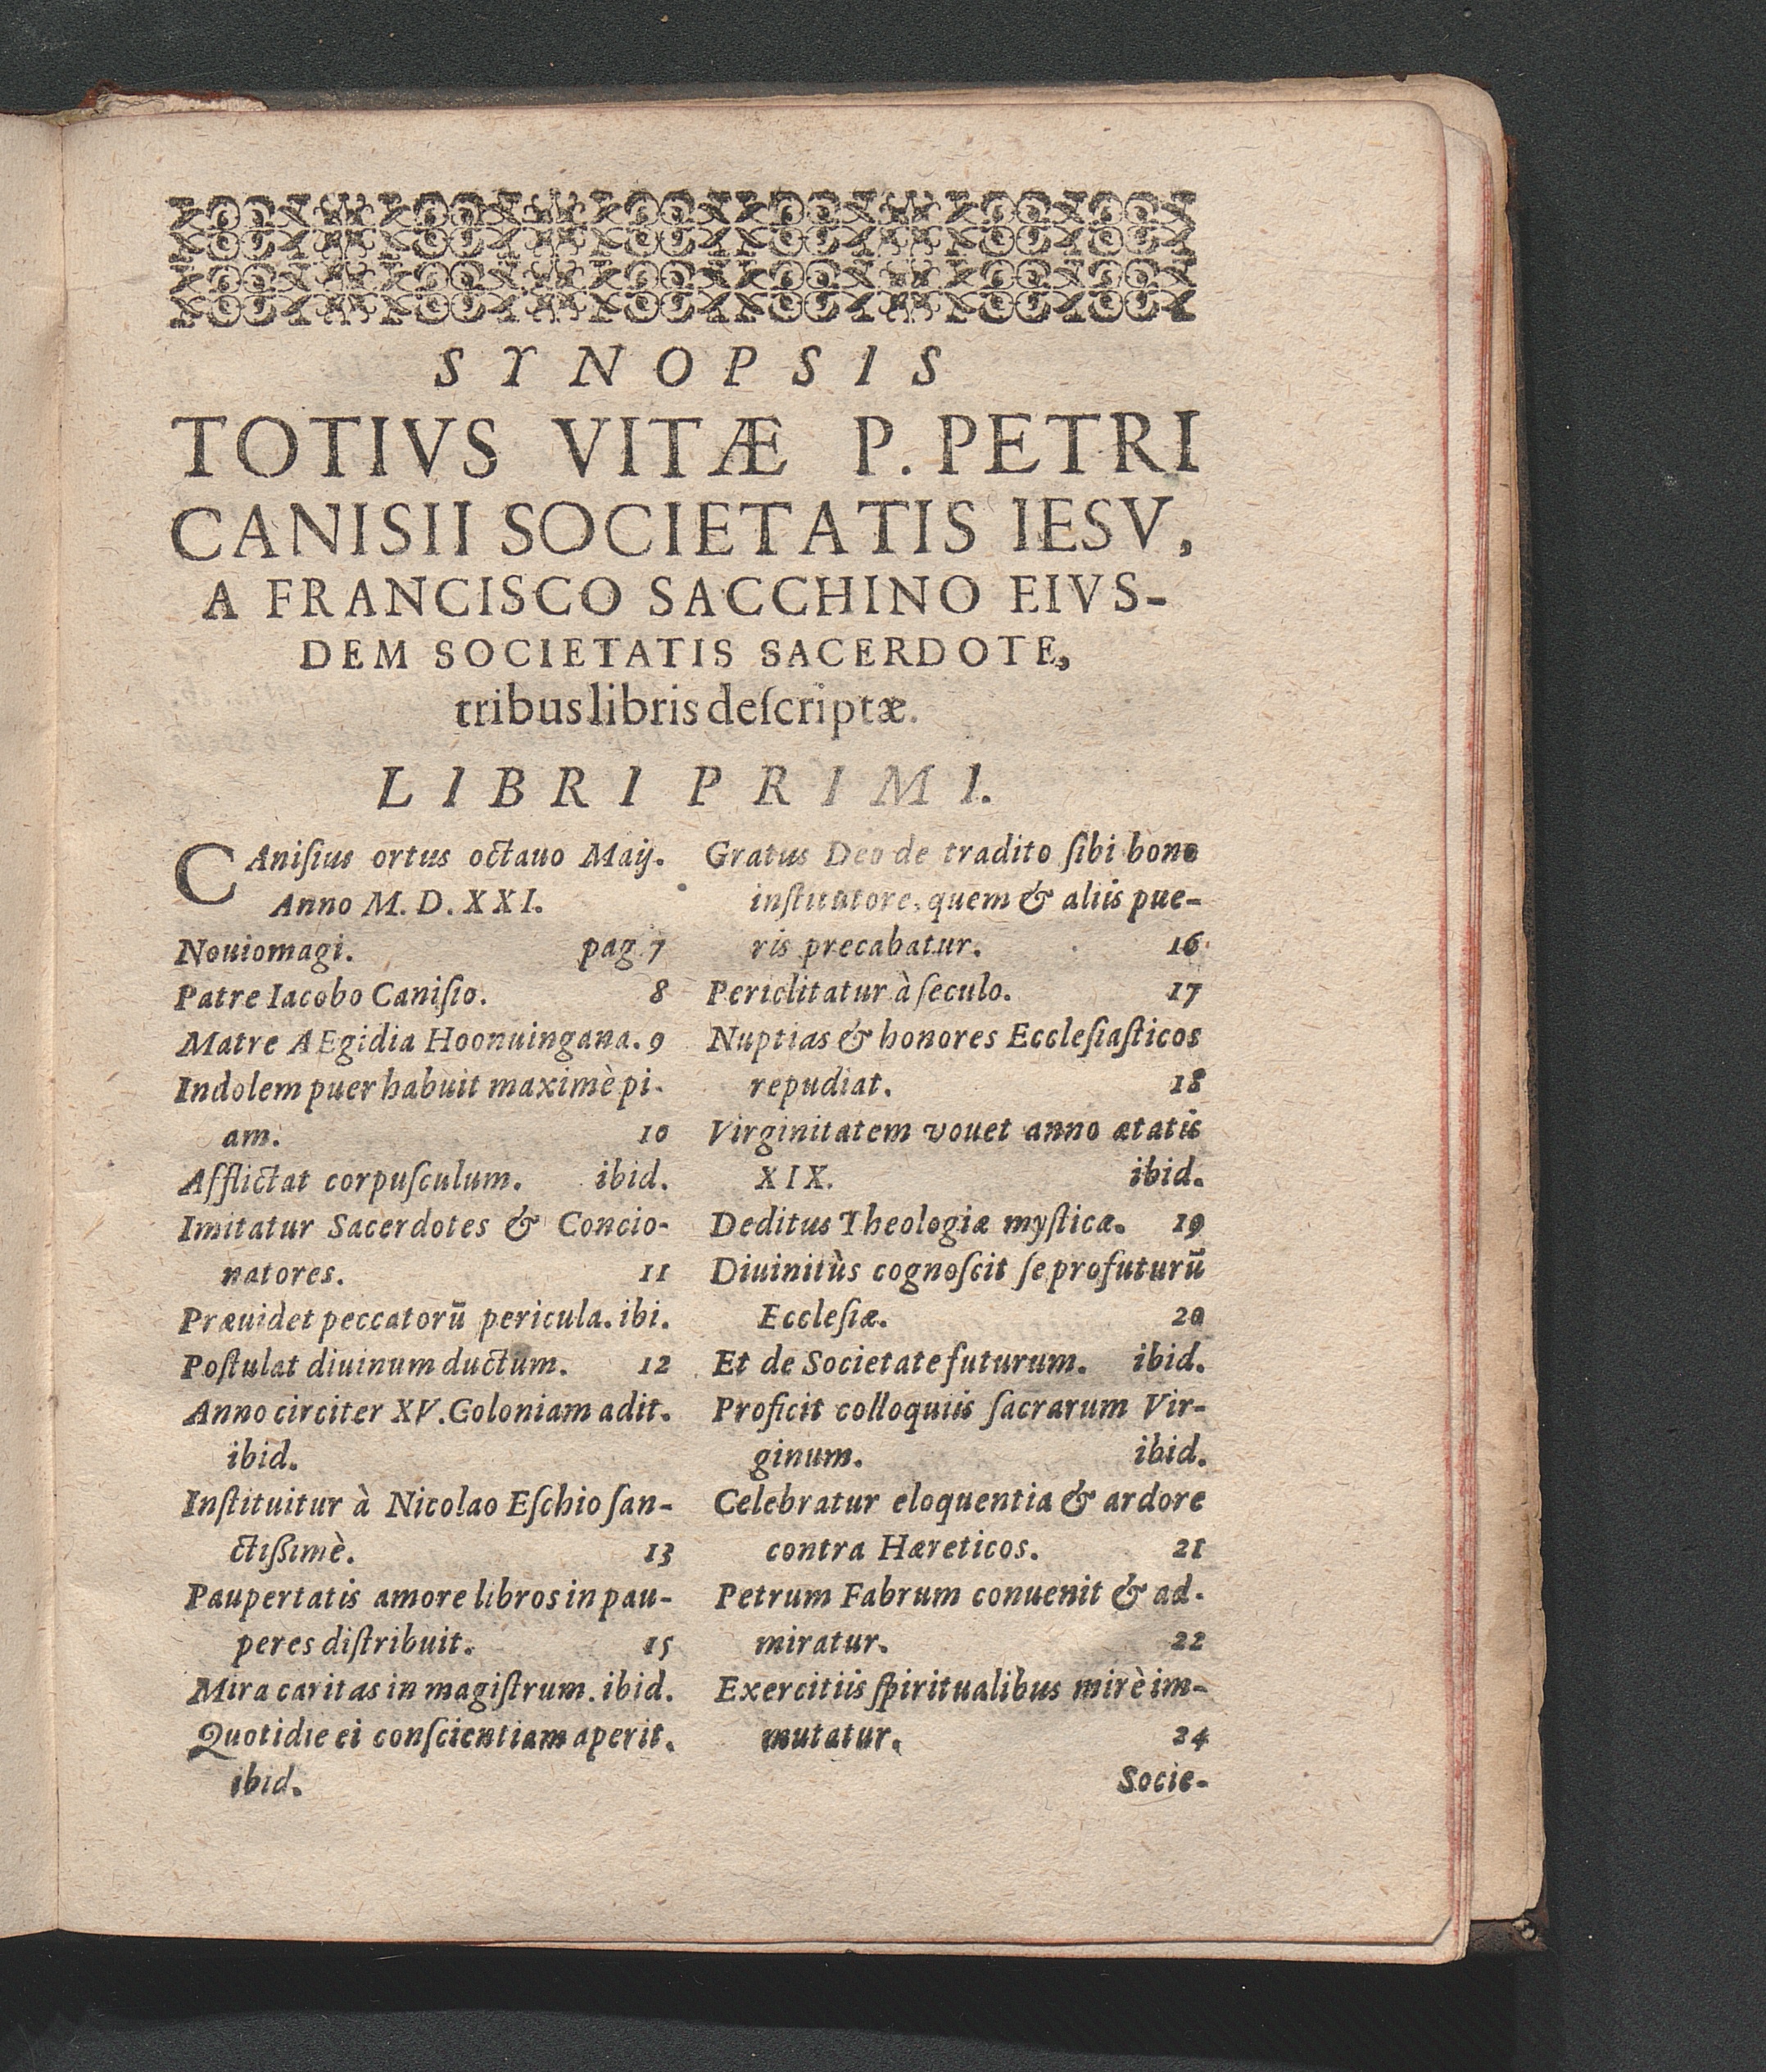 SYNOPSIS
TOTIVS VITÆ P. PETRI
CANISII SOCIETATIS IESV,
A FRANCISCO SACCHINO EIVS-
DEM SOCIETATIS SACERDOTE,
tribus libris deſcriptæ.
LIBRI PRIMI.
CAniſius ortus octauo Maij.
Anno M. D. XXI.
Nouiomagi. pag. 7
Patre Iacobo Caniſio. 8
Matre AEgidia Hoonuingana. 9
Indolem puer habuit maximè pi-
am. 10
Afflictat corpuſculum. ibid.
Imitatur Sacerdotes & Concio-
natores. 11
Præuidet peccatorū pericula. ibi.
Poſtulat diuinum ductum. 12
Anno circiter XV. Coloniam adit.
ibid.
Inſtituitur à Nicolao Eſchio ſan-
ctißimè. 13
Paupertatis amore libros in pau-
peres diſtribuit. 15
Mira caritas in magiſtrum. ibid.
Quotidie ei conſcientiam aperit.
ibid.
Gratus Deo de tradito ſibi bono
inſtitutore, quem & aliis pue-
ris precabatur. 16
Periclitatur à ſeculo. 17
Nuptias & honores Eccleſiaſticos
repudiat. 18
Virginitatem vouet anno ætatis
XIX. ibid.
Deditus Theologiæ myſticæ. 19
Diuinitùs cognoſcit ſe profuturū
Eccleſiæ. 20
Et de Societate futurum. ibid.
Proficit colloquiis ſacrarum Vir-
ginum. ibid.
Celebratur eloquentia & ardore
contra Hæreticos. 21
Petrum Fabrum conuenit & ad-
miratur. 22
Exercitiis ſpiritualibus mirè im-
mutatur. 24
Socie-